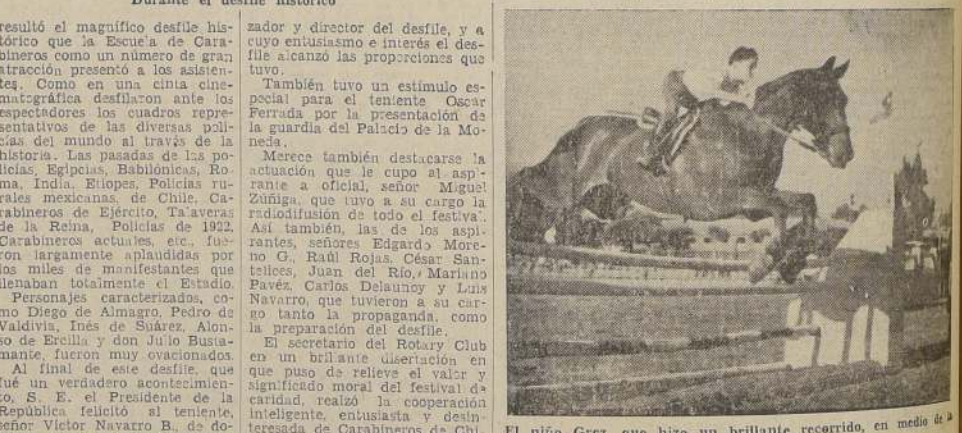 Durante el desfile histórico
resultó el magnífico desfile his-
tórico que la Escuela de Cara-
bineros como un número de gran
atracción presentó a los asisten-
tes. Como en una cinta cine-
matográfica desfilaron ante los
espectadores los cuadros repre-
sentativos de las diversas poli-
cías del mundo al través de la
historia. Las pasadas de las po-
licías, Egipcias, Babilónicas, Ro-
ma, India, Etiopes, Policías ru-
rales mexicanas, de Chile, Ca-
rabineros de Ejército, Talaveras
de la Reina, Policías de 1922,
Carabineros actuales, etc., fue-
ron largamente aplaudidas por
los miles de manifestantes que
llenaban totalmente el Estadio.
Personajes caracterizados, co-
mo Diego de Almagro, Pedro de
Valdivia, Inés de Suárez, Alon-
so de Ercilla y don Julio Busta-
mante, fueron muy ovacionados.
Al final de este desfile, que
fué un verdadero acontecimien-
to, S. E. el Presidente de la
República felicitó al teniente,
señor Víctor Navarro B., de do-
zador y director del desfile, y a
cuyo entusiasmo e interés el des-
file alcanzó las proporciones que
tuvo.
También tuvo un estímulo es-
pecial para el teniente Oscar
Ferrada por la presentación de
la guardia del Palacio de la Mo-
neda.
Merece también destacarse la
actuación que le cupo al aspi-
rante a oficial, señor Miguel
Zúñiga, que tuvo a su cargo la
radiodifusión de todo el festival.
Así también, las de los aspi-
rantes, señores Edgardo More-
no G., Raúl Rojas, César San-
telices, Juan del Río, Mariano
Pavéz, Carlos Delaunoy y Luis
Navarro, que tuvieron a su car-
go tanto la propaganda, como
la preparación del desfile.
El secretario del Rotary Club
en un brillante disertación en
que puso de relieve el valor y
significado moral del festival de
caridad, realzó la cooperación
inteligente, entusiasta y desin-
teresada de Carabineros de Chi-
El niño Grez, que hizo un brillante recorrido, en medio de la